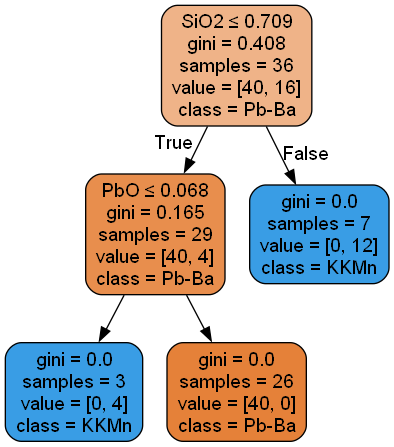 SiO2 ≤ 0.709
gini = 0.408
samples = 36
value = [40, 16]
class = Pb-Ba
True
False
PbO ≤ 0.068
gini = 0.165
samples = 29
value = [40, 4]
class = Pb-Ba
gini = 0.0
samples = 7
value = [0, 12]
class = KKMn
gini = 0.0
samples = 3
value = [0, 4]
class = KKMn
gini = 0.0
samples = 26
value = [40, 0]
class = Pb-Ba